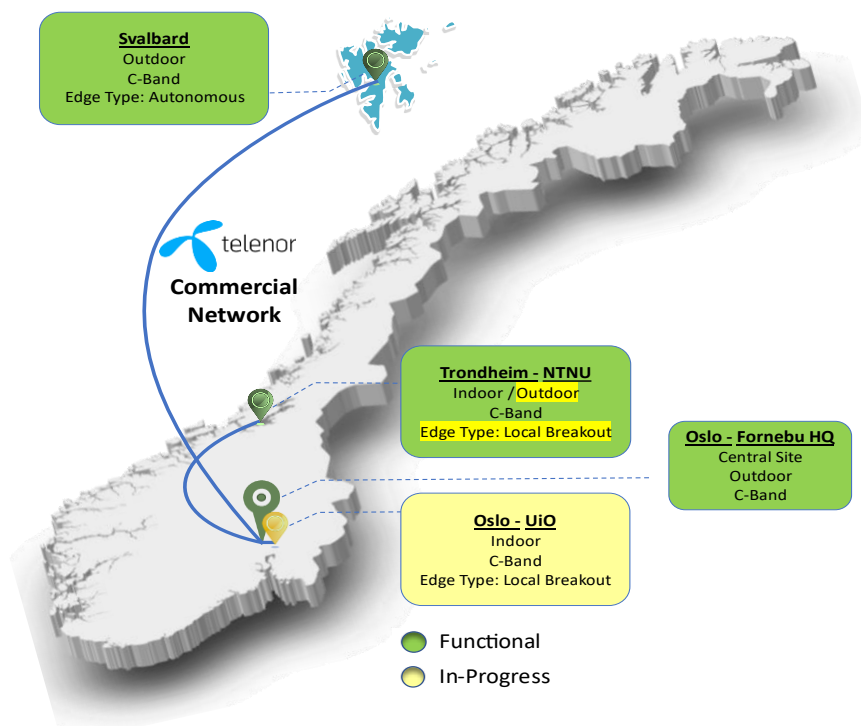 Svalbard
Outdoor
C-Band
Edge Type: Autonomous
telenor
Commercial
Network
Trondheim - NTNU
Indoor / Outdoor
C-Band
Edge Type: Local Breakout
Oslo - Fornebu HQ
Central Site
Outdoor
C-Band
Oslo - UiO
Indoor
C-Band
Edge Type: Local Breakout
Functional
In-Progress